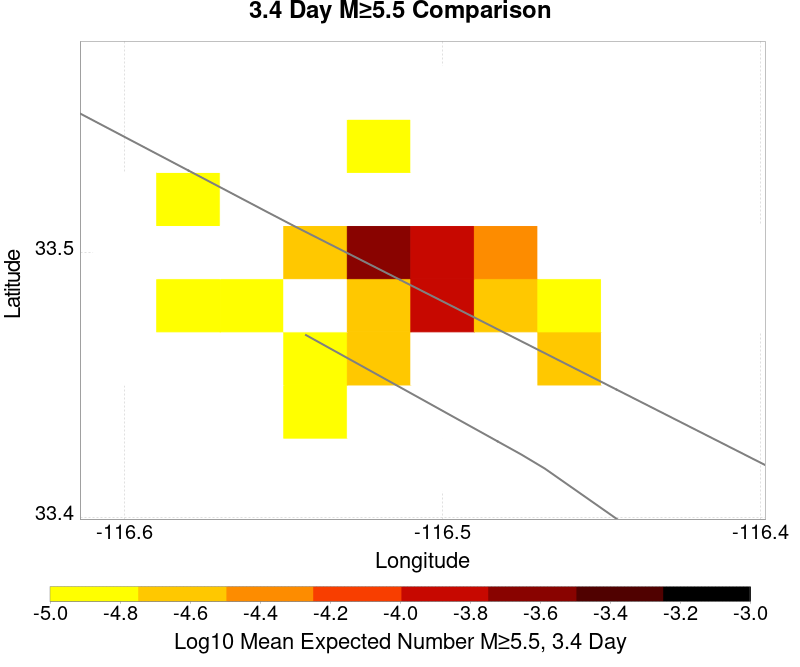 3.4 Day M≥5.5 Comparison
Latitude
33.5
33.4
-116.6 -116.5 -116.4
Longitude
-5.0 -4.8 -4.6 -4.4 -4.2 -4.0 -3.8 -3.6 -3.4 -3.2 -3.0
Log10 Mean Expected Number M≥5.5, 3.4 Day